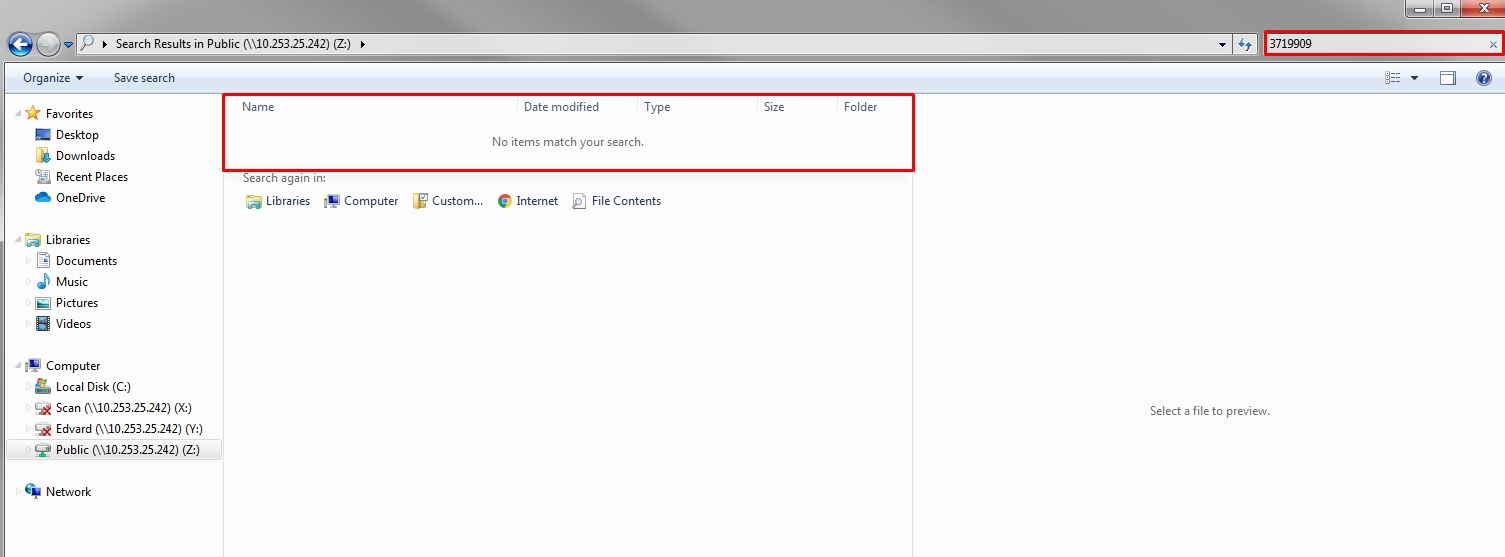 Search Results in Public (\\10.253.25.242) (Z:)
3719909
Organize
Save search
Favorites
Desktop
Downloads
Recent Places
OneDrive
Libraries
Documents
Music
Pictures
Videos
Computer
Local Disk (C:)
Scan (\\10.253.25.242) (X:)
Edvard (\\10.253.25.242) (Y:)
Public (\\10.253.25.242) (Z:)
Network
Name Date modified Type Size Folder
No items match your search.
Search again in:
Libraries Computer Custom... Internet File Contents
Select a file to preview.